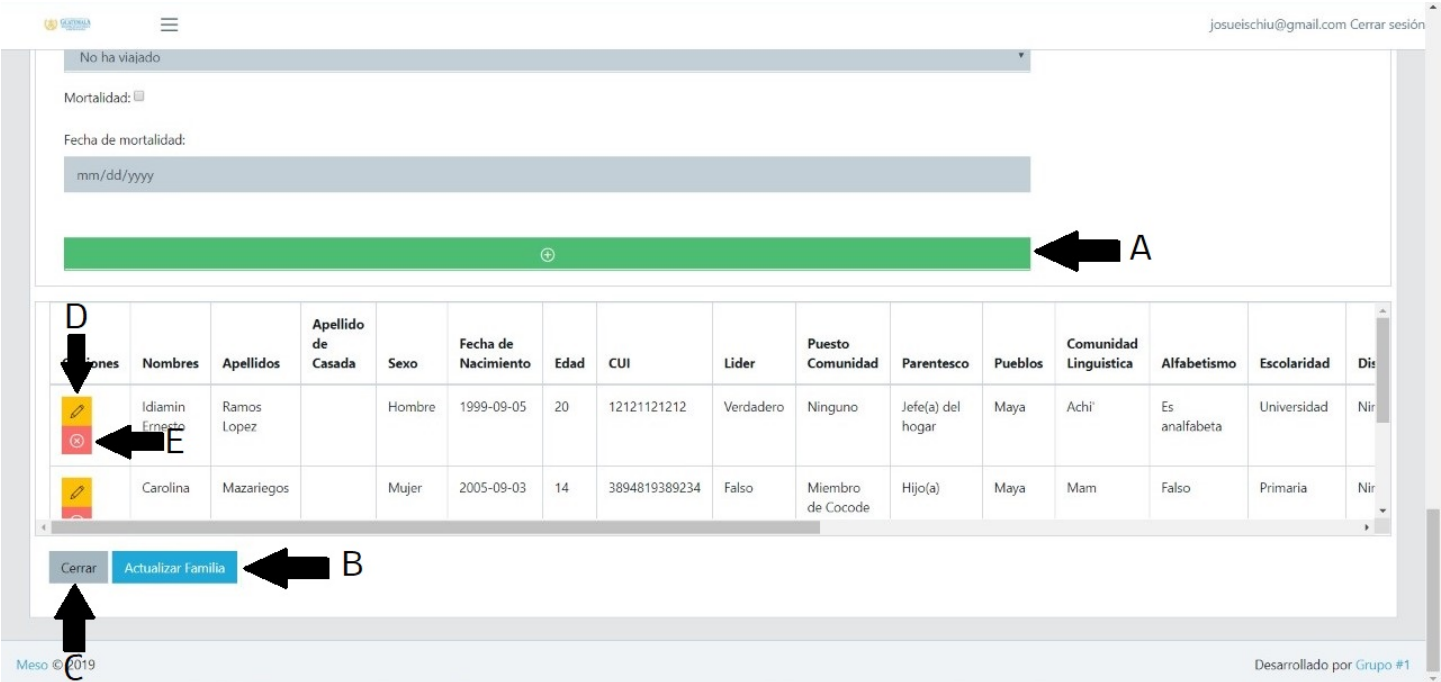 GUATEMALA
josueischiu@gmail.com Cerrar sesión
No ha viajado
Mortalidad:
Fecha de mortalidad:
mm/dd/yyyy
A
D
Nombres Apellidos Apellido de Casada Sexo Fecha de Nacimiento Edad CUI Lider Puesto Comunidad Parentesco Pueblos Comunidad Linguistica Alfabetismo Escolaridad
Idiamin Ernesto Ramos Lopez Hombre 1999-09-05 20 12121121212 Verdadero Ninguno Jefe(a) del hogar Maya Achi' Es analfabeta Universidad
E
Carolina Mazariegos Mujer 2005-09-03 14 3894819389234 Falso Miembro de Cocode Hijo(a) Maya Mam Falso Primaria
Cerrar Actualizar Familia B
C
Meso © 2019 Desarrollado por Grupo #1